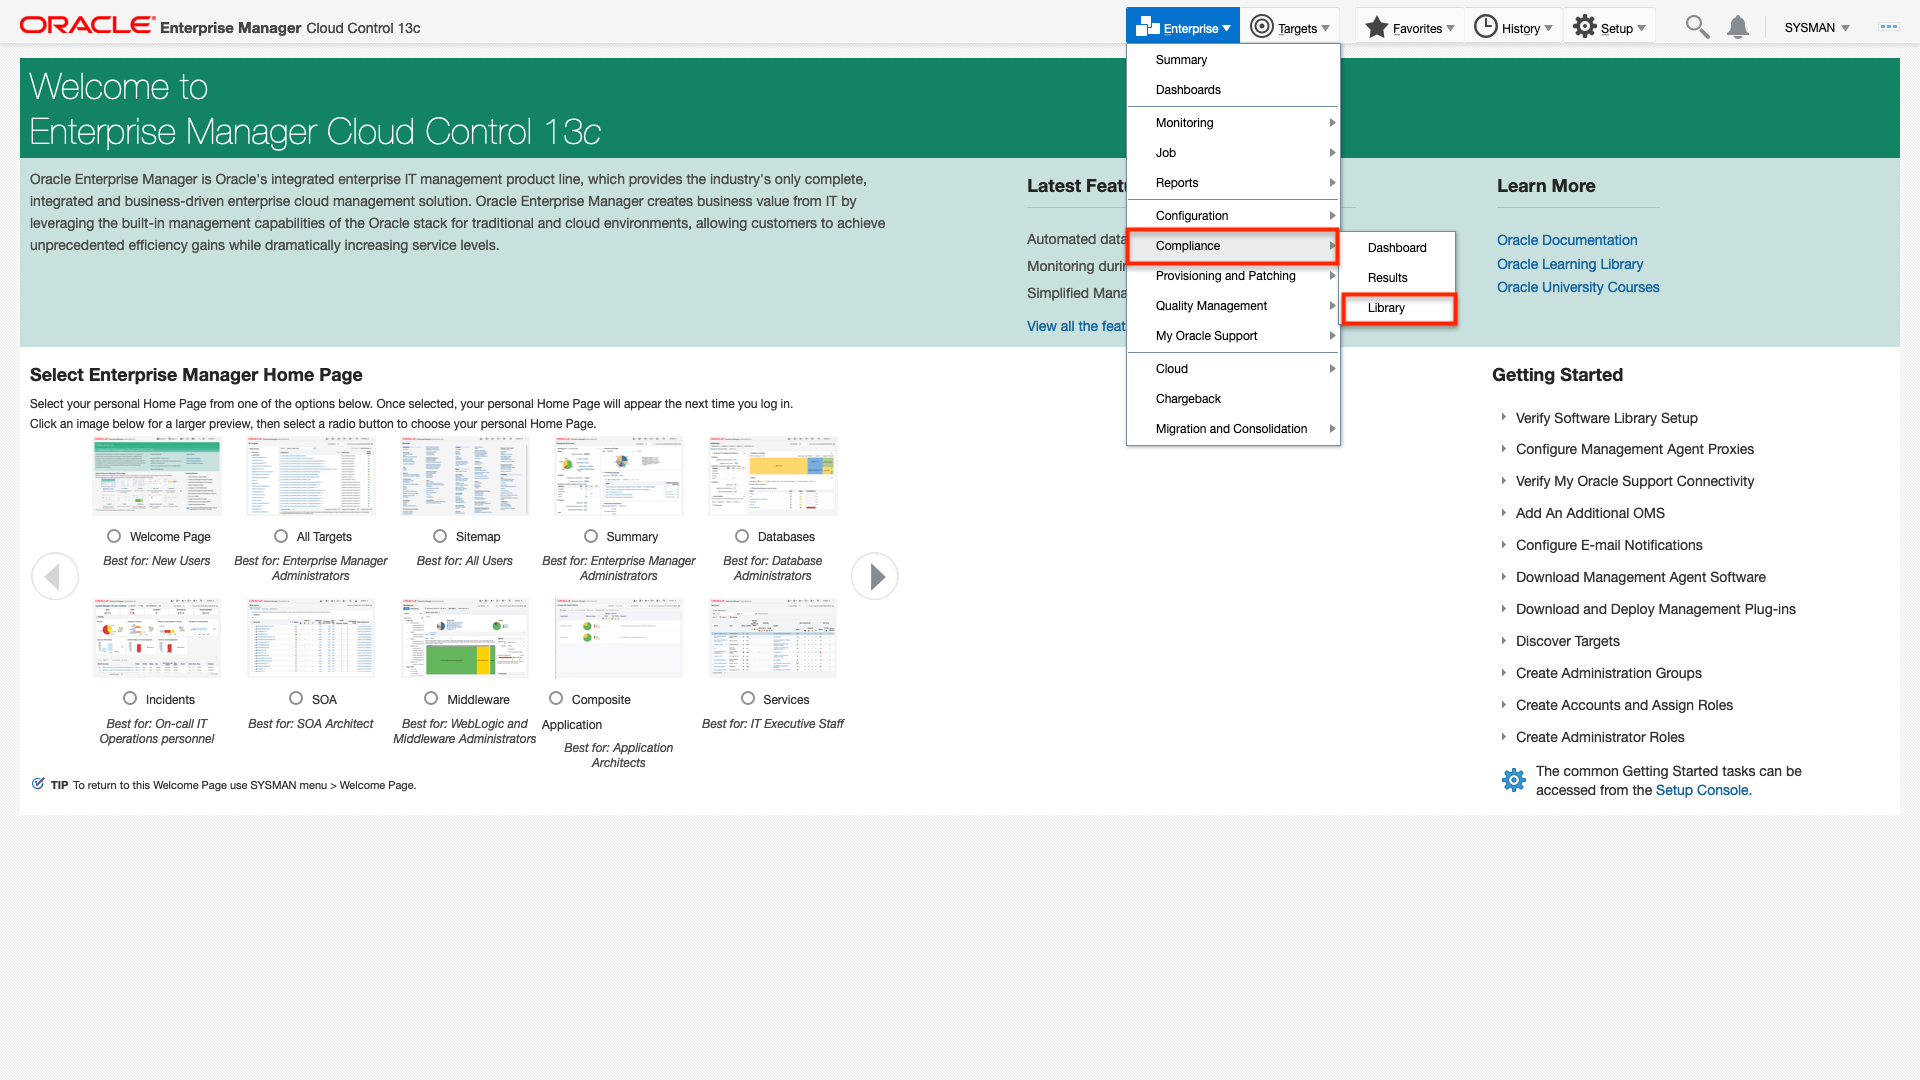 ORACLE Enterprise Manager Cloud Control 13c
Enterprise
Targets
Favorites
History
Setup
SYSMAN
Summary
Dashboards
Monitoring
Job
Reports
Configuration
Compliance
Provisioning and Patching
Quality Management
My Oracle Support
Cloud
Chargeback
Migration and Consolidation
Dashboard
Results
Library
Welcome to
Enterprise Manager Cloud Control 13c
Oracle Enterprise Manager is Oracle's integrated enterprise IT management product line, which provides the industry's only complete,
integrated and business-driven enterprise cloud management solution. Oracle Enterprise Manager creates business value from IT by
leveraging the built-in management capabilities of the Oracle stack for traditional and cloud environments, allowing customers to achieve
unprecedented efficiency gains while dramatically increasing service levels.
Latest Featu
Automated data
Monitoring duri
Simplified Mana
View all the feat
Learn More
Oracle Documentation
Oracle Learning Library
Oracle University Courses
Select Enterprise Manager Home Page
Select your personal Home Page from one of the options below. Once selected, your personal Home Page will appear the next time you log in.
Click an image below for a larger preview, then select a radio button to choose your personal Home Page.
Welcome Page
Best for: New Users
All Targets
Best for: Enterprise Manager
Administrators
Sitemap
Best for: All Users
Summary
Best for: Enterprise Manager
Administrators
Databases
Best for: Database
Administrators
Incidents
Best for: On-call IT
Operations personnel
SOA
Best for: SOA Architect
Middleware
Best for: WebLogic and
Middleware Administrators
Composite
Application
Best for: Application
Architects
Services
Best for: IT Executive Staff
TIP To return to this Welcome Page use SYSMAN menu > Welcome Page.
Getting Started
Verify Software Library Setup
Configure Management Agent Proxies
Verify My Oracle Support Connectivity
Add An Additional OMS
Configure E-mail Notifications
Download Management Agent Software
Download and Deploy Management Plug-ins
Discover Targets
Create Administration Groups
Create Accounts and Assign Roles
Create Administrator Roles
The common Getting Started tasks can be
accessed from the Setup Console.